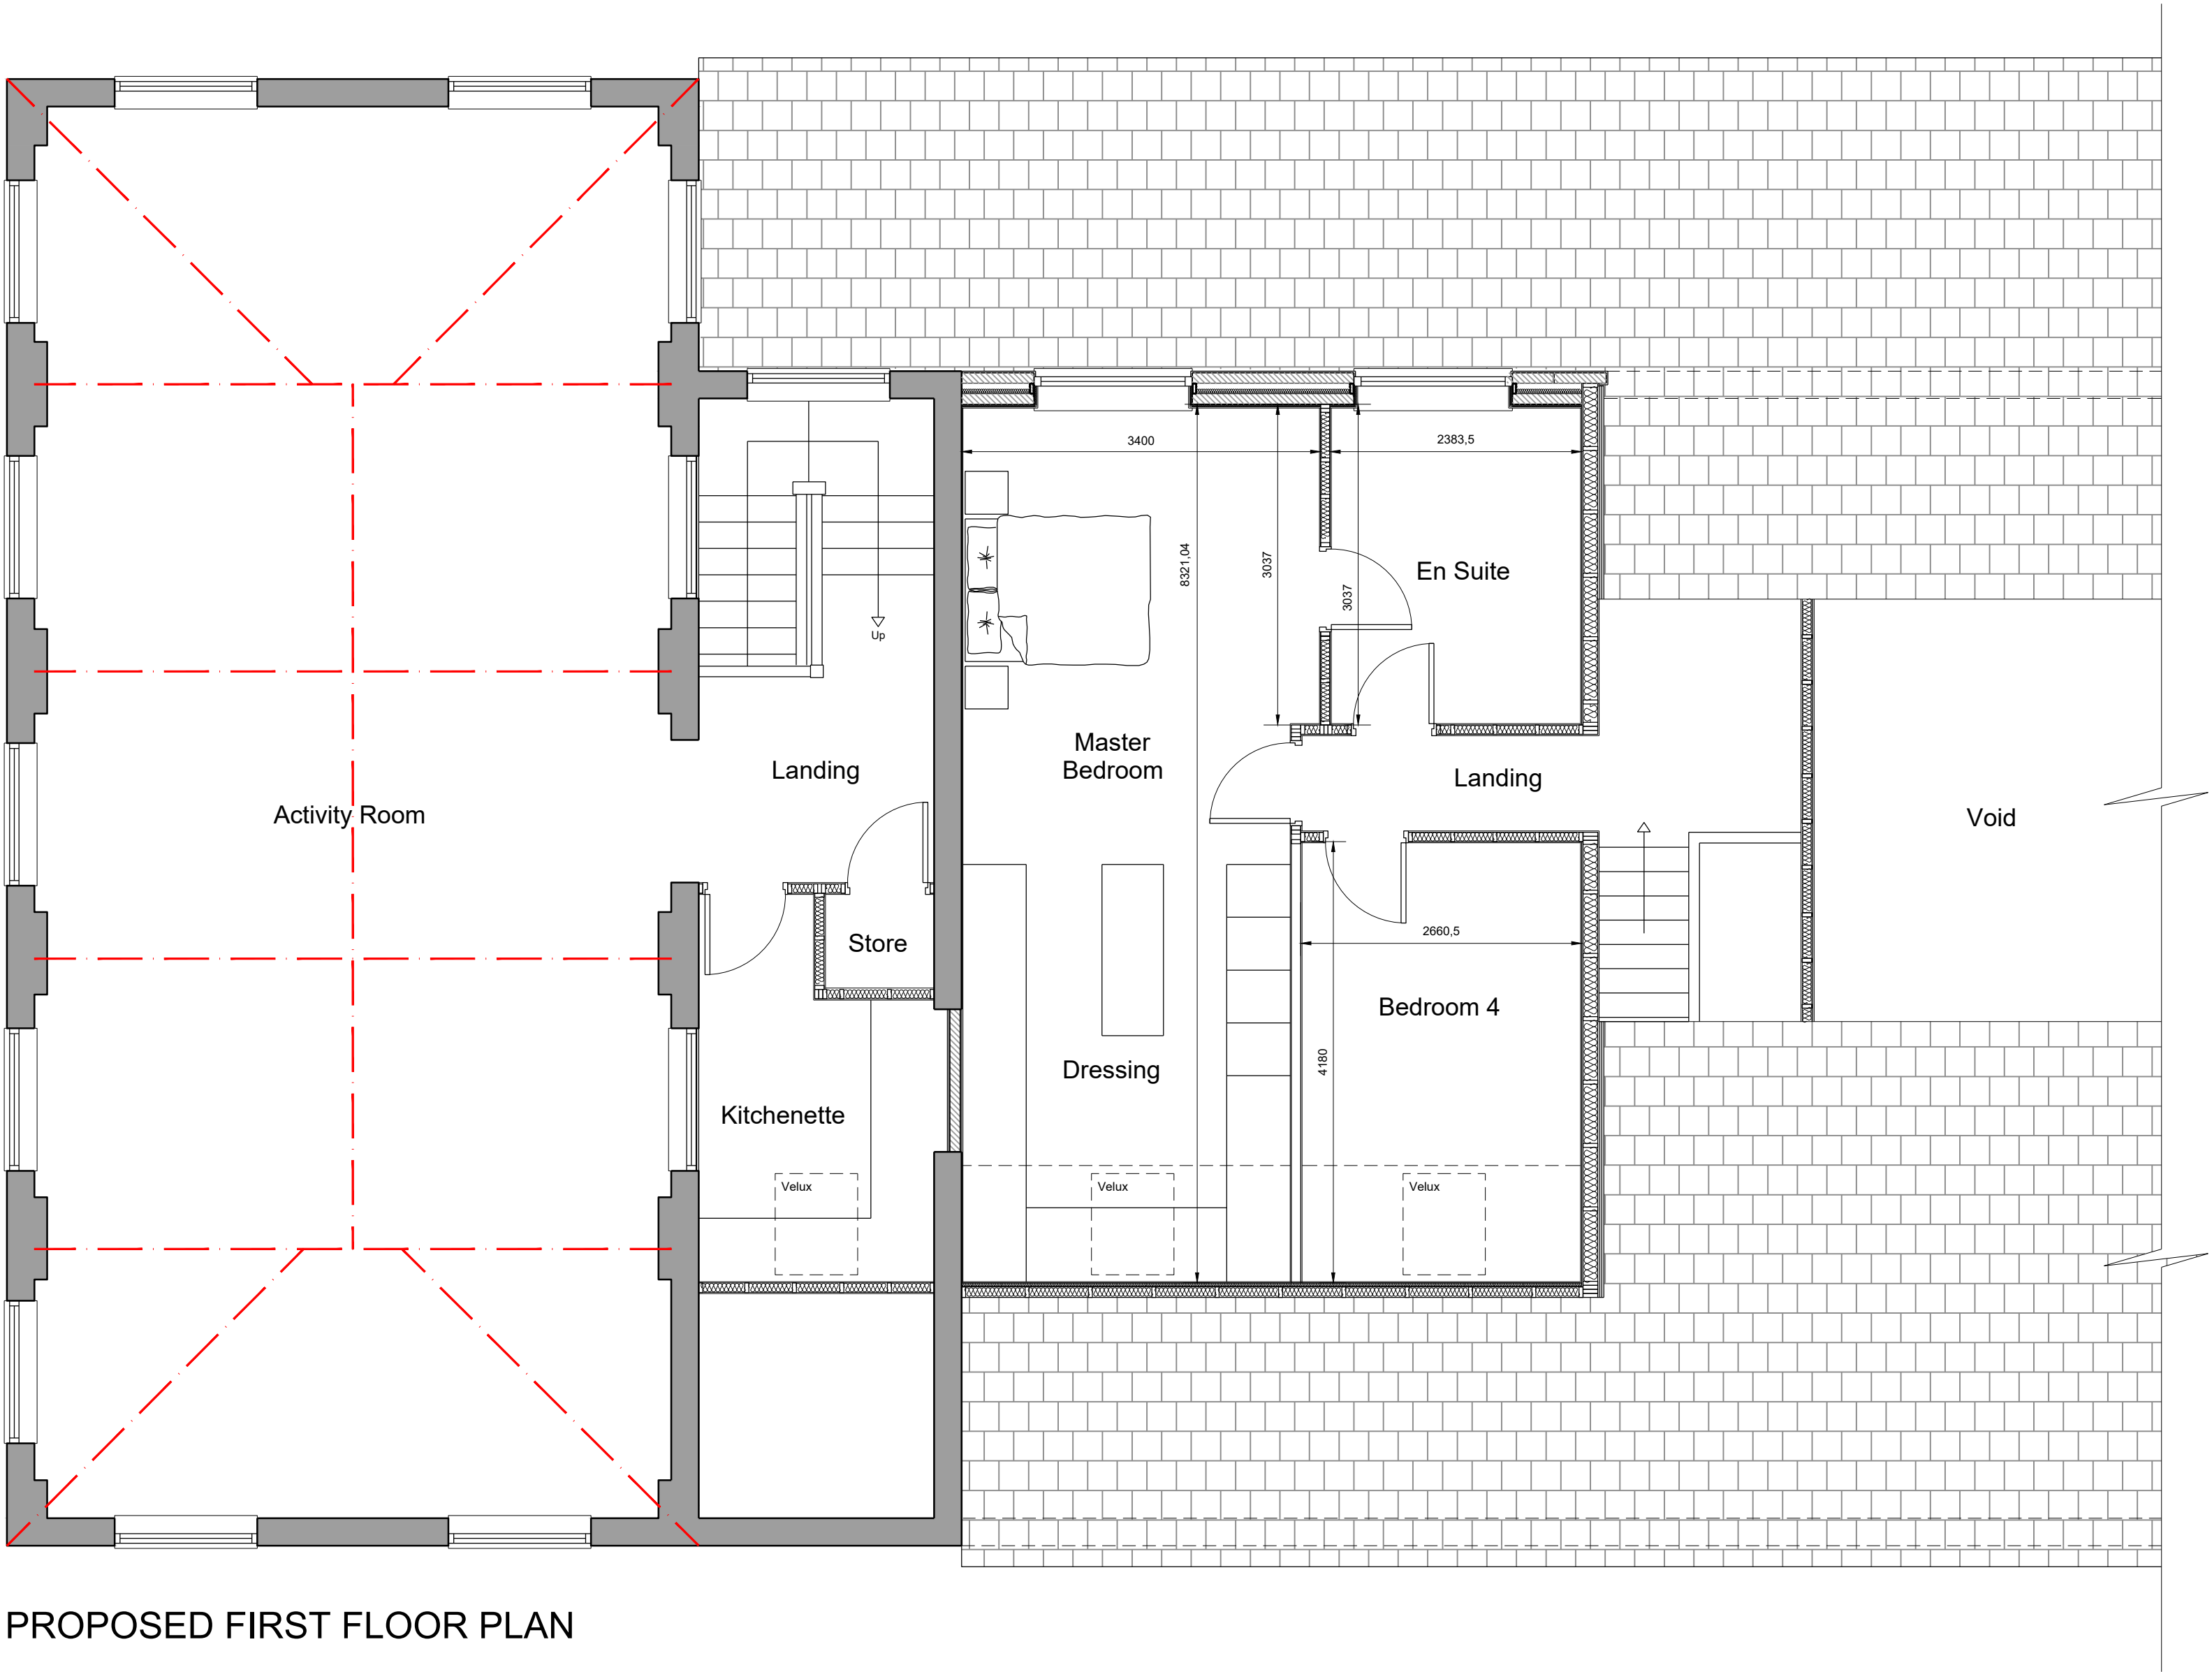 3400
2383,5
8321,04
3037
3037
En Suite
Up
Master
Bedroom
Landing
Landing
Activity Room
Void
Store
2660,5
Bedroom 4
4180
Dressing
Kitchenette
Velux
Velux
Velux
PROPOSED FIRST FLOOR PLAN